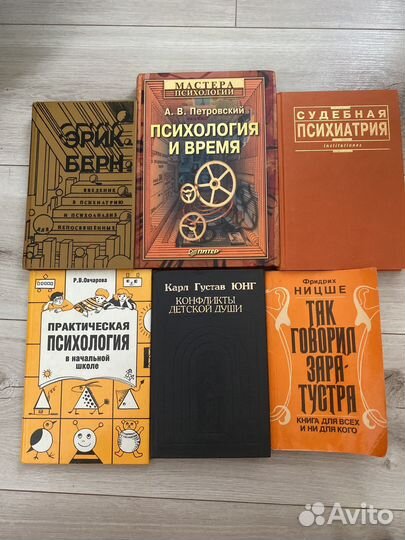 ЭРИК
БЕРН
ВВЕДЕНИЕ
В ПСИХИАТРИЮ
И ПСИХОАНАЛИЗ
ДЛЯ
НЕПОСВЯЩЕННЫХ
МАСТЕРА
ПСИХОЛОГИИ
А. В. Петровский
ПСИХОЛОГИЯ
И ВРЕМЯ
ПИТЕР
СУДЕБНАЯ
ПСИХИАТРИЯ
institutiones
Р.В.Овчарова
ПРАКТИЧЕСКАЯ
ПСИХОЛОГИЯ
в начальной
школе
Карл Густав ЮНГ
КОНФЛИКТЫ
ДЕТСКОЙ ДУШИ
Фридрих
НИЦШЕ
ТАК
ГОВОРИЛ
ЗАРА-
ТУСТРА
КНИГА ДЛЯ ВСЕХ
И НИ ДЛЯ КОГО
Avito